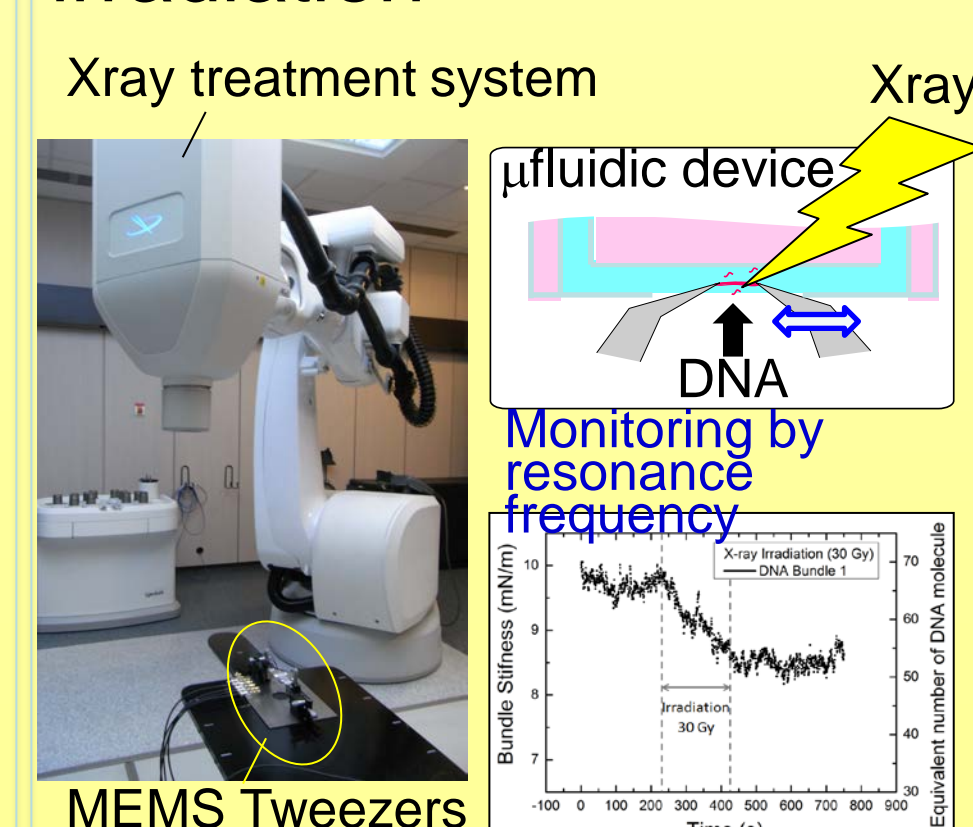 Irradiation
Xray treatment system
Xray
μfluidic device
DNA
Monitoring by
resonance
frequency
X-ray Irradiation (30 Gy)
DNA Bundle 1
Bundle Stifness (mN/m)
10
9
8
7
Irradiation
30 Gy
70
60
50
40
30
Equivalent number of DNA molecule
-100 0 100 200 300 400 500 600 700 800 900
Time (s)
MEMS Tweezers